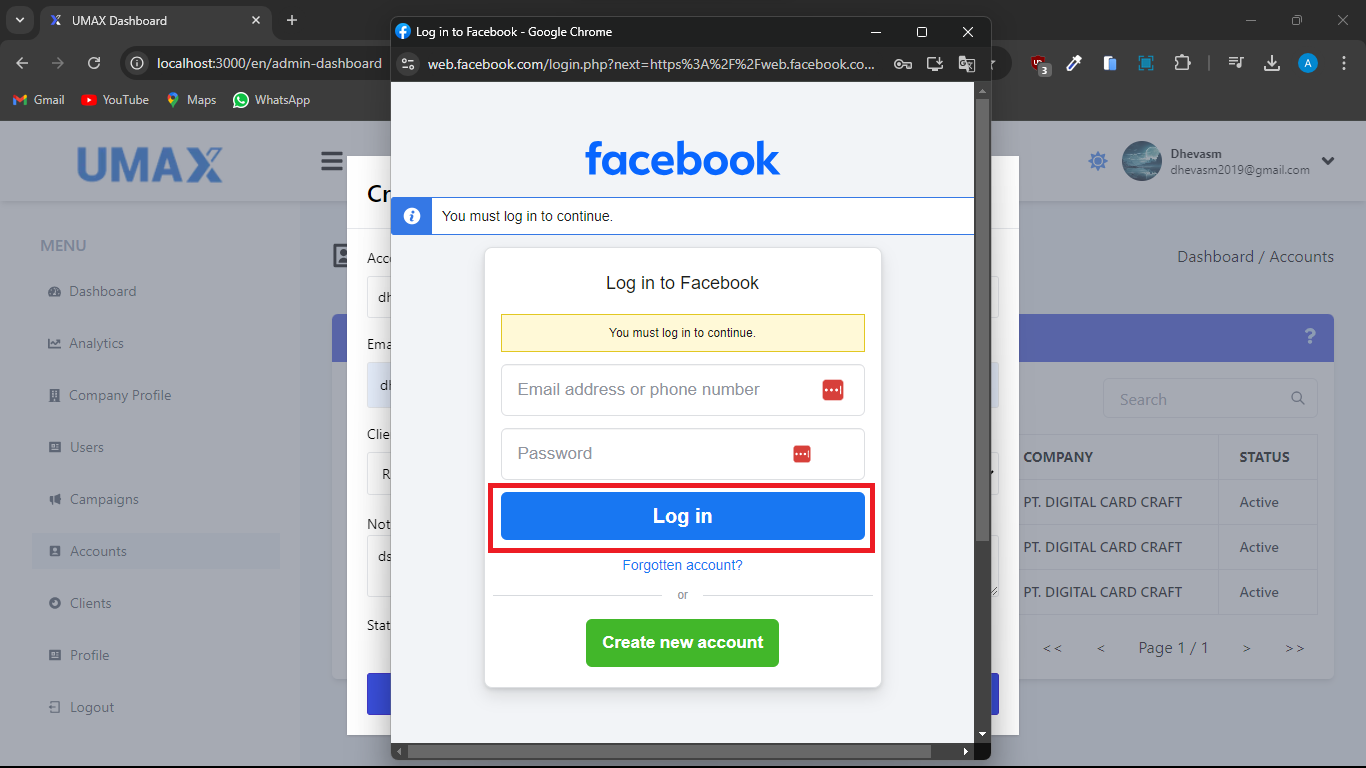 UMAX Dashboard
Log in to Facebook - Google Chrome
localhost:3000/en/admin-dashboard
web.facebook.com/login.php?next=https%3A%2F%2Fweb.facebook.co...
3
A
Gmail
YouTube
Maps
WhatsApp
UMAX
Dhevasm
dhevasm2019@gmail.com
MENU
Dashboard
Analytics
Company Profile
Users
Campaigns
Accounts
Clients
Profile
Logout
Dashboard / Accounts
?
Search
COMPANY STATUS
PT. DIGITAL CARD CRAFT Active
PT. DIGITAL CARD CRAFT Active
PT. DIGITAL CARD CRAFT Active
<< < Page 1 / 1 > >>
facebook
You must log in to continue.
Log in to Facebook
You must log in to continue.
Email address or phone number
Password
Log in
Forgotten account?
or
Create new account